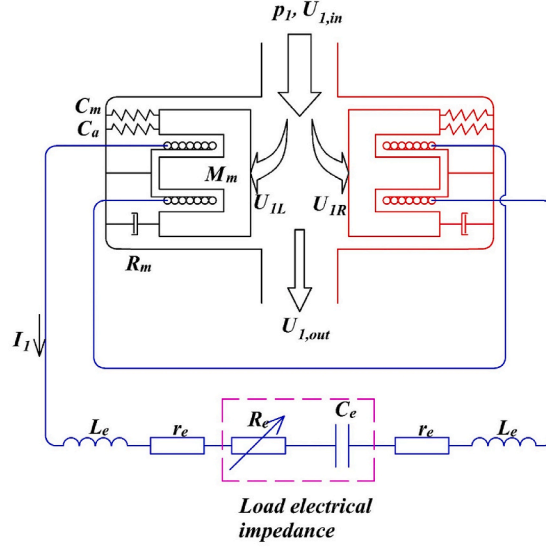 p1, U1,in
Cm
Ca
Mm
U1L
U1R
Rm
U1,out
I1
Le
re
Re
Ce
re
Le
Load electrical
impedance